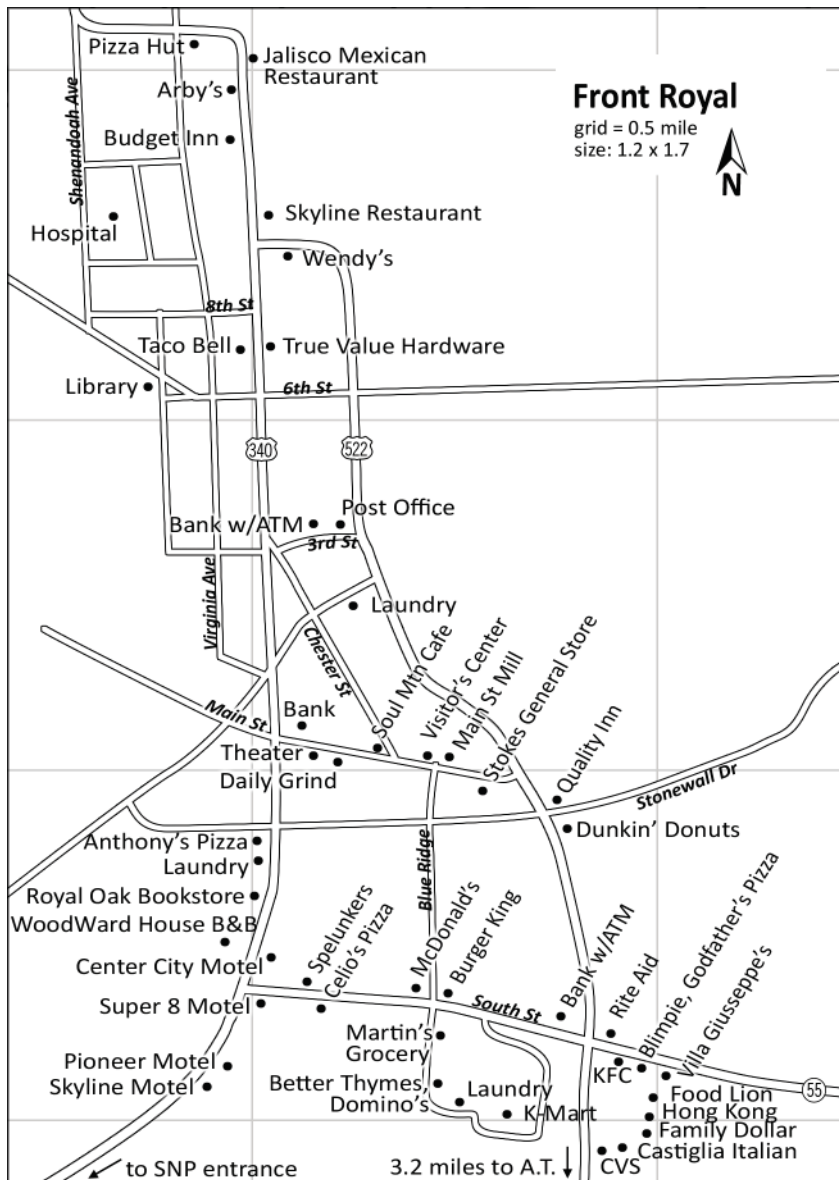 Pizza Hut
Jalisco Mexican
Restaurant
Shenandoah Ave
Arby's
Front Royal
grid = 0.5 mile
size: 1.2 x 1.7
N
Budget Inn
Hospital
Skyline Restaurant
Wendy's
8th St
Taco Bell
True Value Hardware
Library
6th St
340
522
Bank w/ATM
Post Office
3rd St
Virginia Ave
Laundry
Chester St
Soul Mtn Cafe
Visitor's Center
Main St Mill
Stokes General Store
Main St
Bank
Theater
Daily Grind
Quality Inn
Stonewall Dr
Dunkin' Donuts
Anthony's Pizza
Laundry
Blue Ridge
Royal Oak Bookstore
WoodWard House B&B
Center City Motel
Spelunkers
Celio's Pizza
McDonald's
Burger King
South St
Bank w/ATM
Rite Aid
Blimpie, Godfather's Pizza
Villa Giusseppe's
Super 8 Motel
Martin's
Grocery
Pioneer Motel
Skyline Motel
Better Thymes,
Domino's
Laundry
K-Mart
KFC
55
Food Lion
Hong Kong
Family Dollar
Castiglia Italian
CVS
to SNP entrance
3.2 miles to A.T.